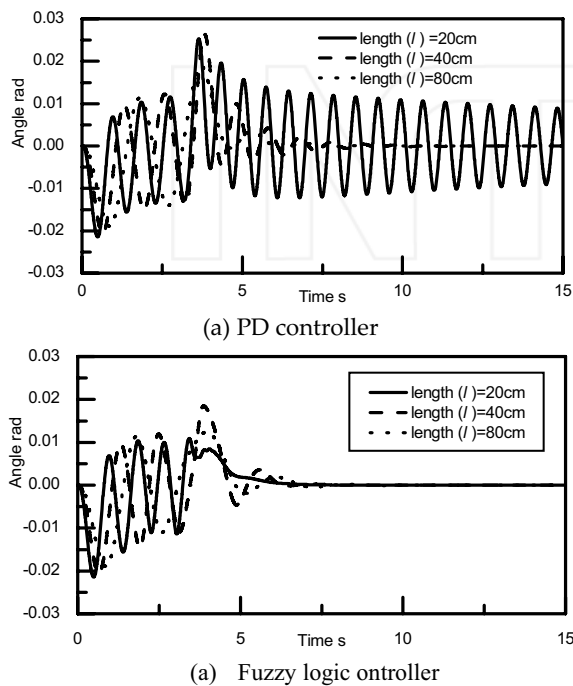 0.03
0.02
0.01
0.00
-0.01
-0.02
-0.03
Angle rad
length (l ) =20cm
length (l ) =40cm
length (l )=80cm
0
5
10
15
Time s
(a) PD controller
0.03
0.02
0.01
0.00
-0.01
-0.02
-0.03
Angle rad
length (l )=20cm
length (l )=40cm
length (l )=80cm
0
5
10
15
Time s
(a) Fuzzy logic ontroller